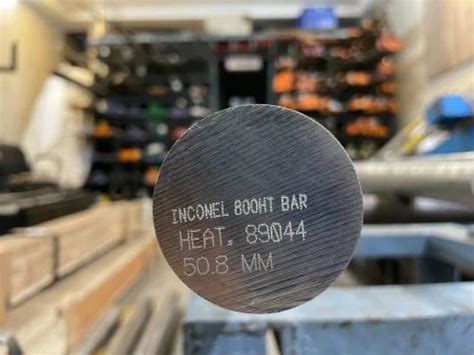 INCONEL 800HT BAR
HEAT. 89044
50.8 MM